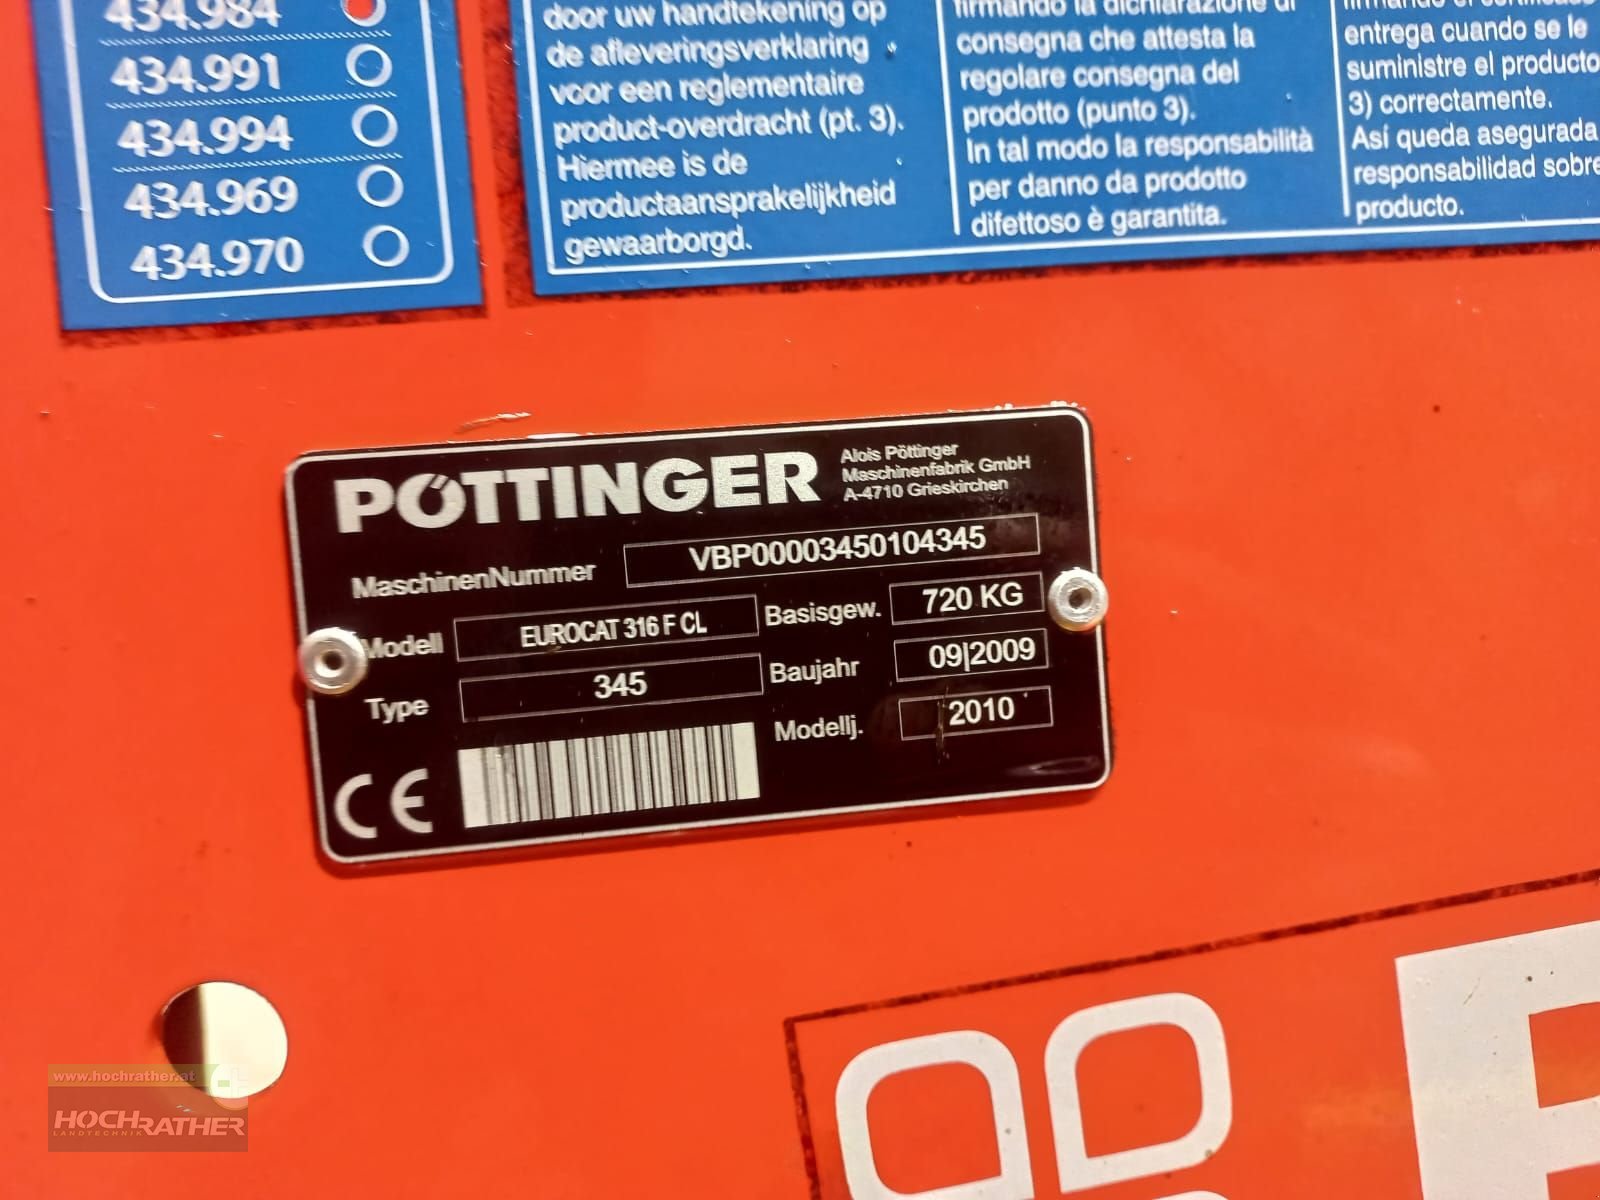 434.984
434.991
434.994
434.969
434.970
door uw handtekening op
de afleveringsverklaring
voor een reglementaire
product-overdracht (pt. 3).
Hiermee is de
productaansprakelijkheid
gewaarborgd.
firmando la dichiarazione di
consegna che attesta la
regolare consegna del
prodotto (punto 3).
In tal modo la responsabilità
per danno da prodotto
difettoso è garantita.
entrega cuando se le
suministre el producto
3) correctamente.
Así queda asegurada
responsabilidad sobre
producto.
PÖTTINGER
Alois Pöttinger
Maschinenfabrik GmbH
A-4710 Grieskirchen
MaschinenNummer VBP00003450104345
Modell EUROCAT 316 F CL Basisgew. 720 KG
Type 345 Baujahr 09|2009
Modellj. 2010
CE
www.hochrather.at
HOCHRATHER
LANDTECHNIK